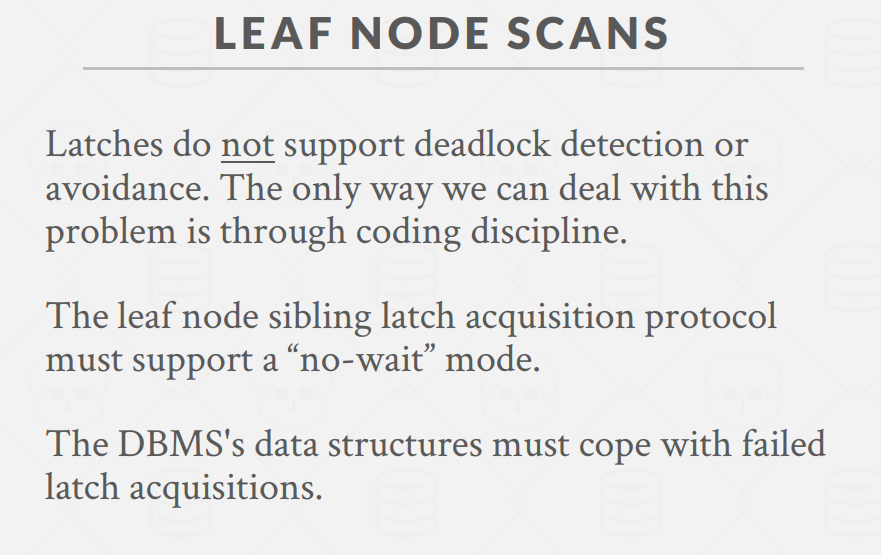 LEAF NODE SCANS
Latches do not support deadlock detection or
avoidance. The only way we can deal with this
problem is through coding discipline.
The leaf node sibling latch acquisition protocol
must support a “no-wait” mode.
The DBMS's data structures must cope with failed
latch acquisitions.